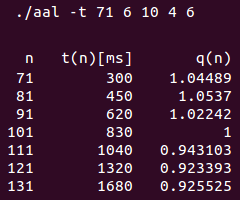 ./aal -t 71 6 10 4 6
n t(n)[ms] q(n)
71 300 1.04489
81 450 1.0537
91 620 1.02242
101 830 1
111 1040 0.943103
121 1320 0.923393
131 1680 0.925525